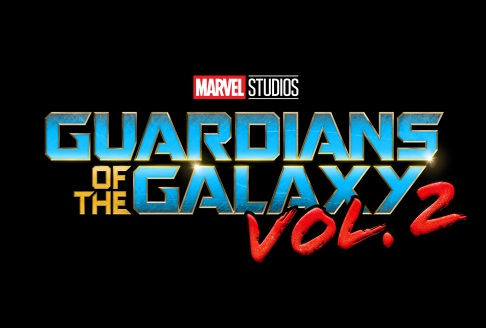 MARVEL STUDIOS
GUARDIANS
OF THE GALAXY
VOL. 2